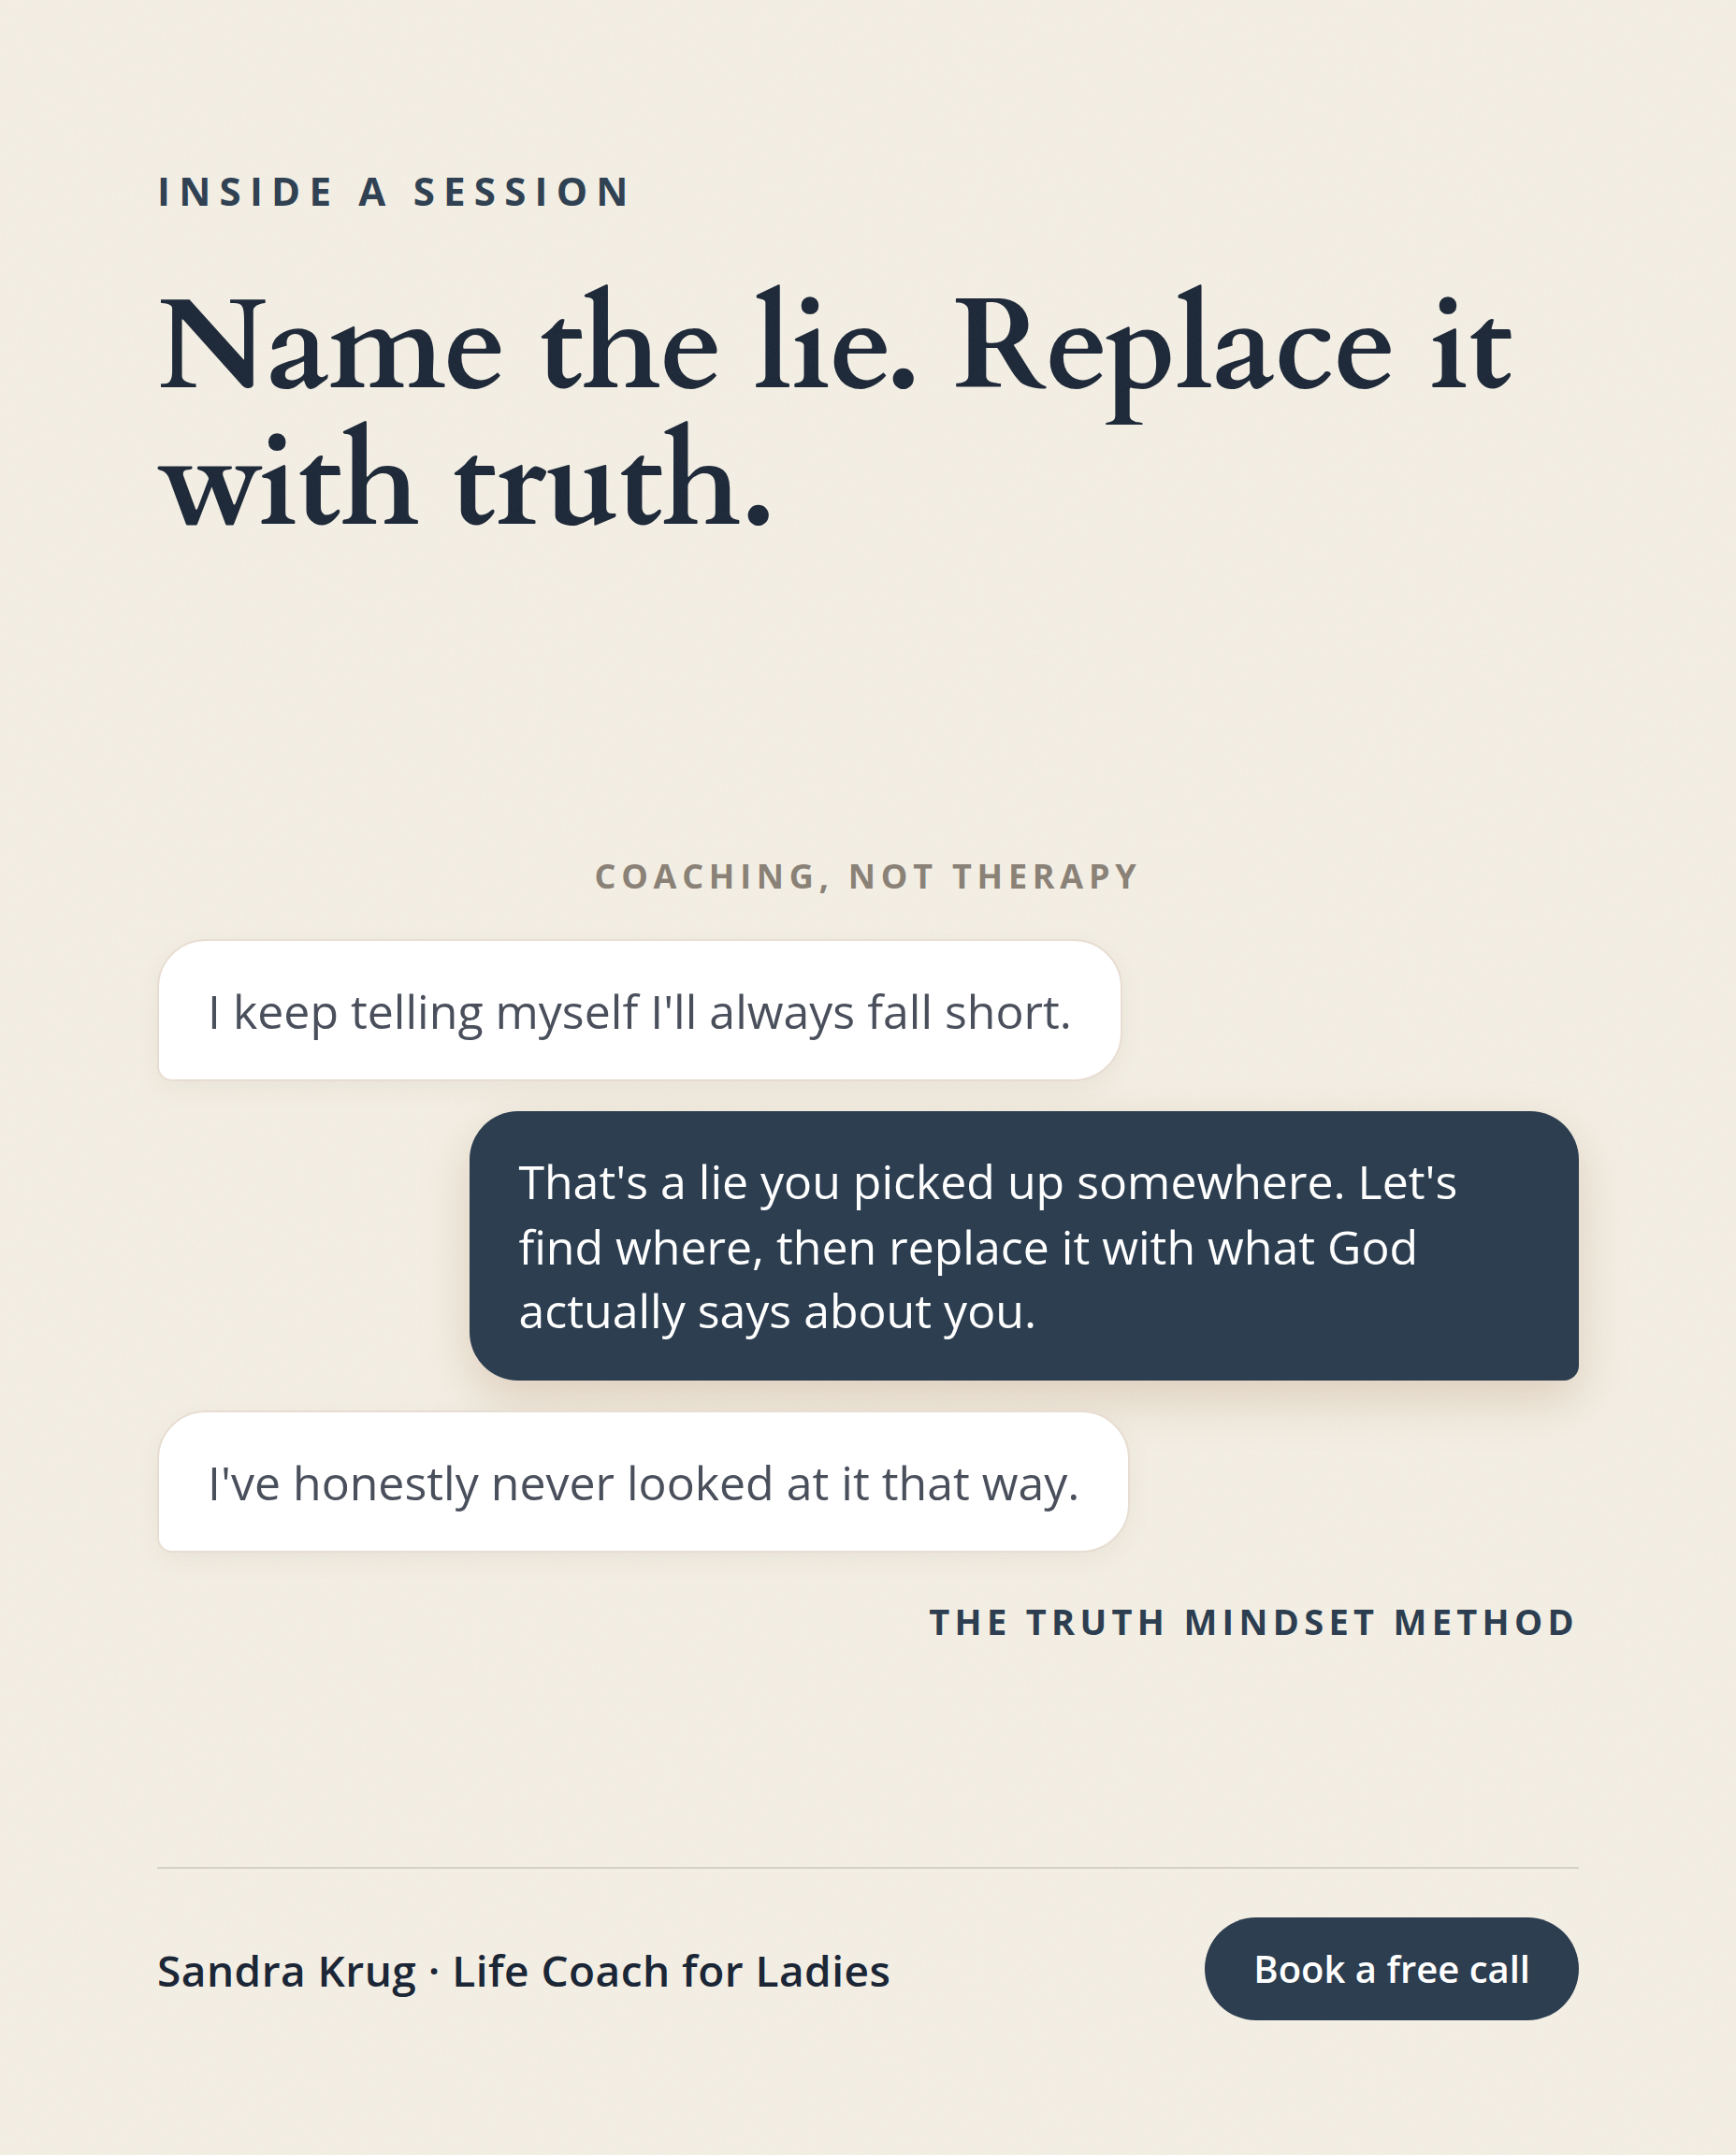 INSIDE A SESSION
Name the lie. Replace it
with truth.
COACHING, NOT THERAPY
I keep telling myself I'll always fall short.
That's a lie you picked up somewhere. Let's
find where, then replace it with what God
actually says about you.
I've honestly never looked at it that way.
THE TRUTH MINDSET METHOD
Sandra Krug · Life Coach for Ladies
Book a free call